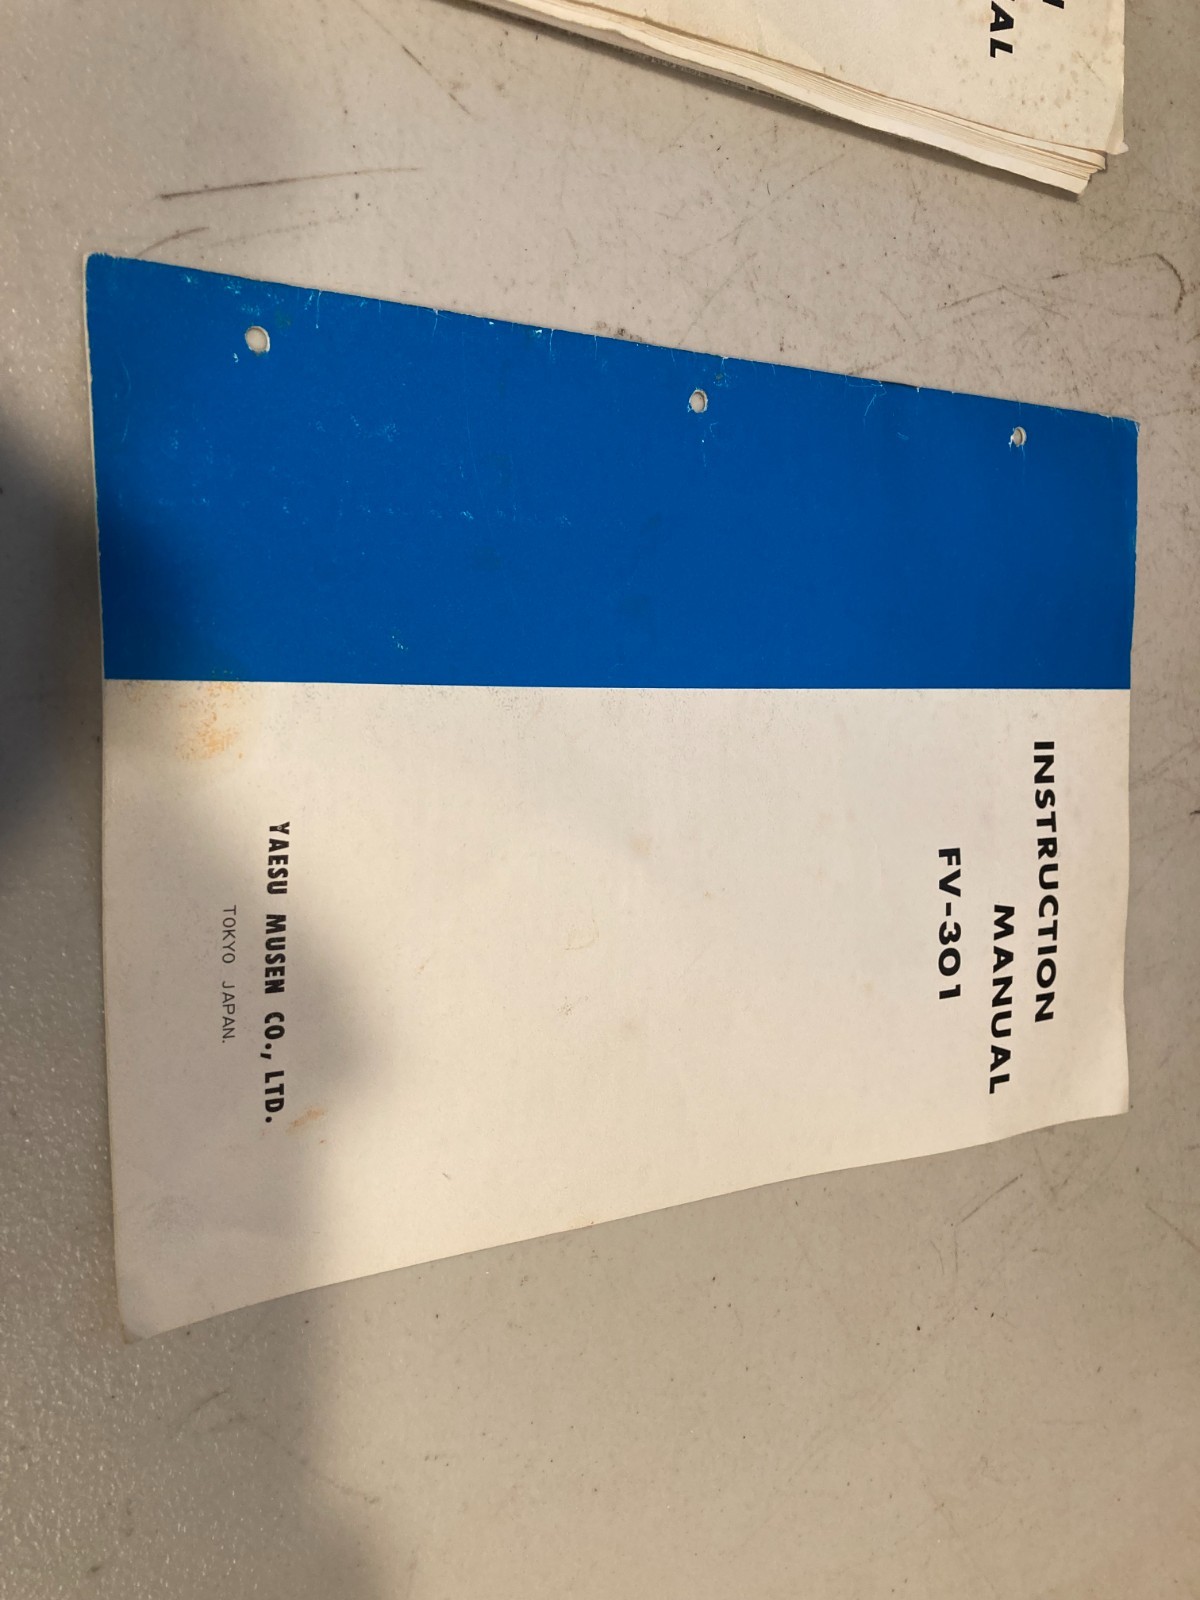 INSTRUCTION
MANUAL
FV-301
YAESU MUSEN CO., LTD.
TOKYO JAPAN.